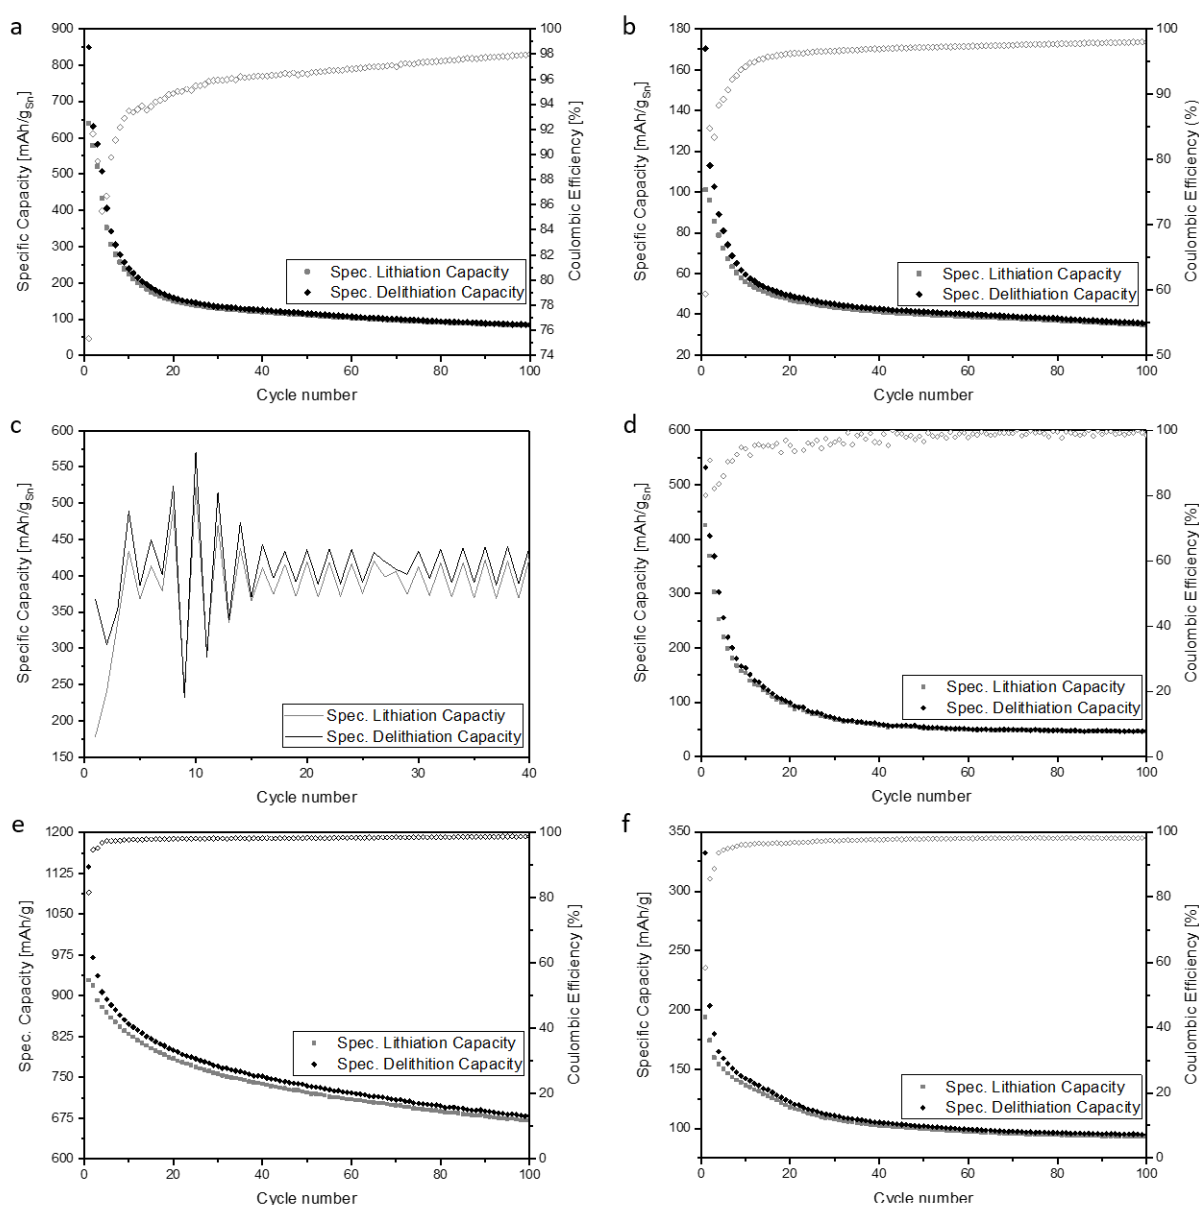 a
900
800
700
600
500
400
300
200
100
0
Specific Capacity [mAh/gSn]
100
98
96
94
92
90
88
86
84
82
80
78
76
74
Coulombic Efficiency [%]
Spec. Lithiation Capacity
Spec. Delithiation Capacity
0 20 40 60 80 100
Cycle number
b
180
160
140
120
100
80
60
40
20
Specific Capacity [mAh/gSn]
100
90
80
70
60
50
Coulombic Efficiency (%)
Spec. Lithiation Capacity
Spec. Delithiation Capacity
0 20 40 60 80 100
Cycle number
c
600
550
500
450
400
350
300
250
200
150
Specific Capacity [mAh/gSn]
Spec. Lithiation Capactiy
Spec. Delithiation Capacity
0 10 20 30 40
Cycle number
d
600
500
400
300
200
100
0
Specific Capacity [mAh/gSn]
100
80
60
40
20
0
Coulombic Efficiency [%]
Spec. Lithiation Capacity
Spec. Delithiation Capacity
0 20 40 60 80 100
Cycle number
e
1200
1125
1050
975
900
825
750
675
600
Spec. Capacity [mAh/g]
100
80
60
40
20
0
Coulombic Efficiency [%]
Spec. Lithiation Capacity
Spec. Delithition Capacity
0 20 40 60 80 100
Cycle number
f
350
300
250
200
150
100
Specific Capacity [mAh/g]
100
80
60
40
20
0
Coulombic Efficiency [%]
Spec. Lithiation Capacity
Spec. Delithiation Capacity
0 20 40 60 80 100
Cycle number